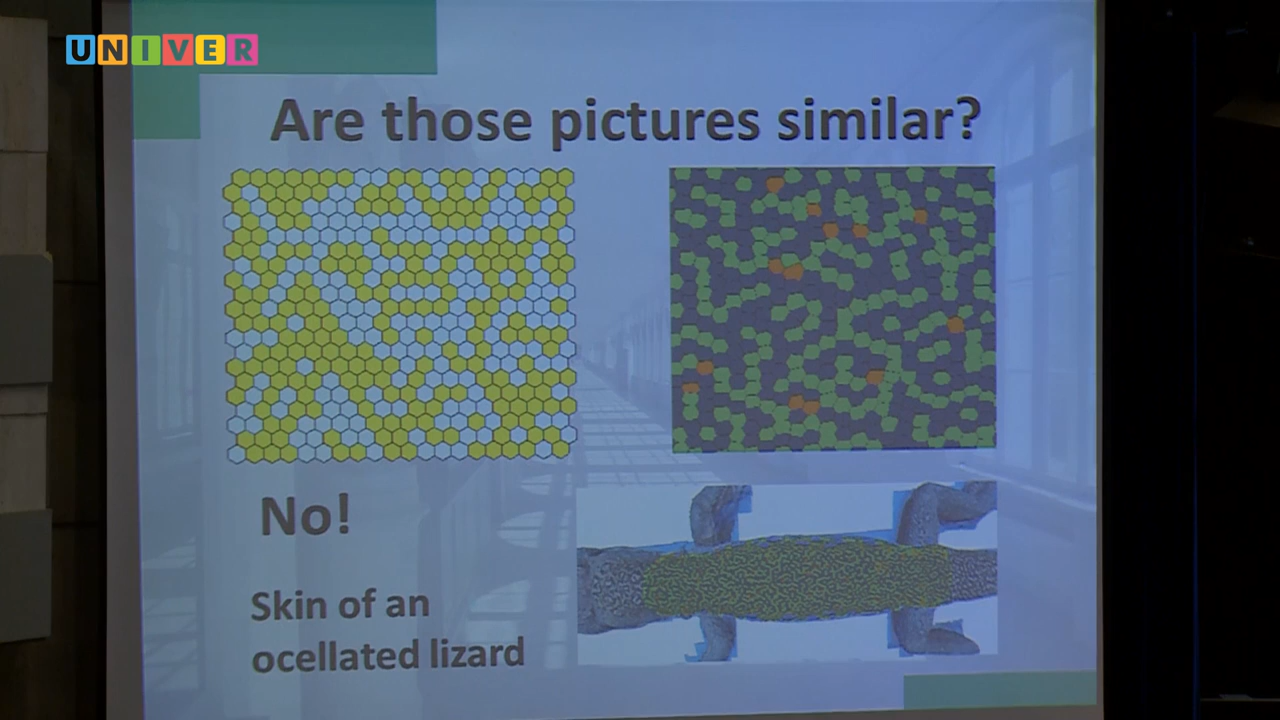 UNIVER
Are those pictures similar?
No!
Skin of an
ocellated lizard